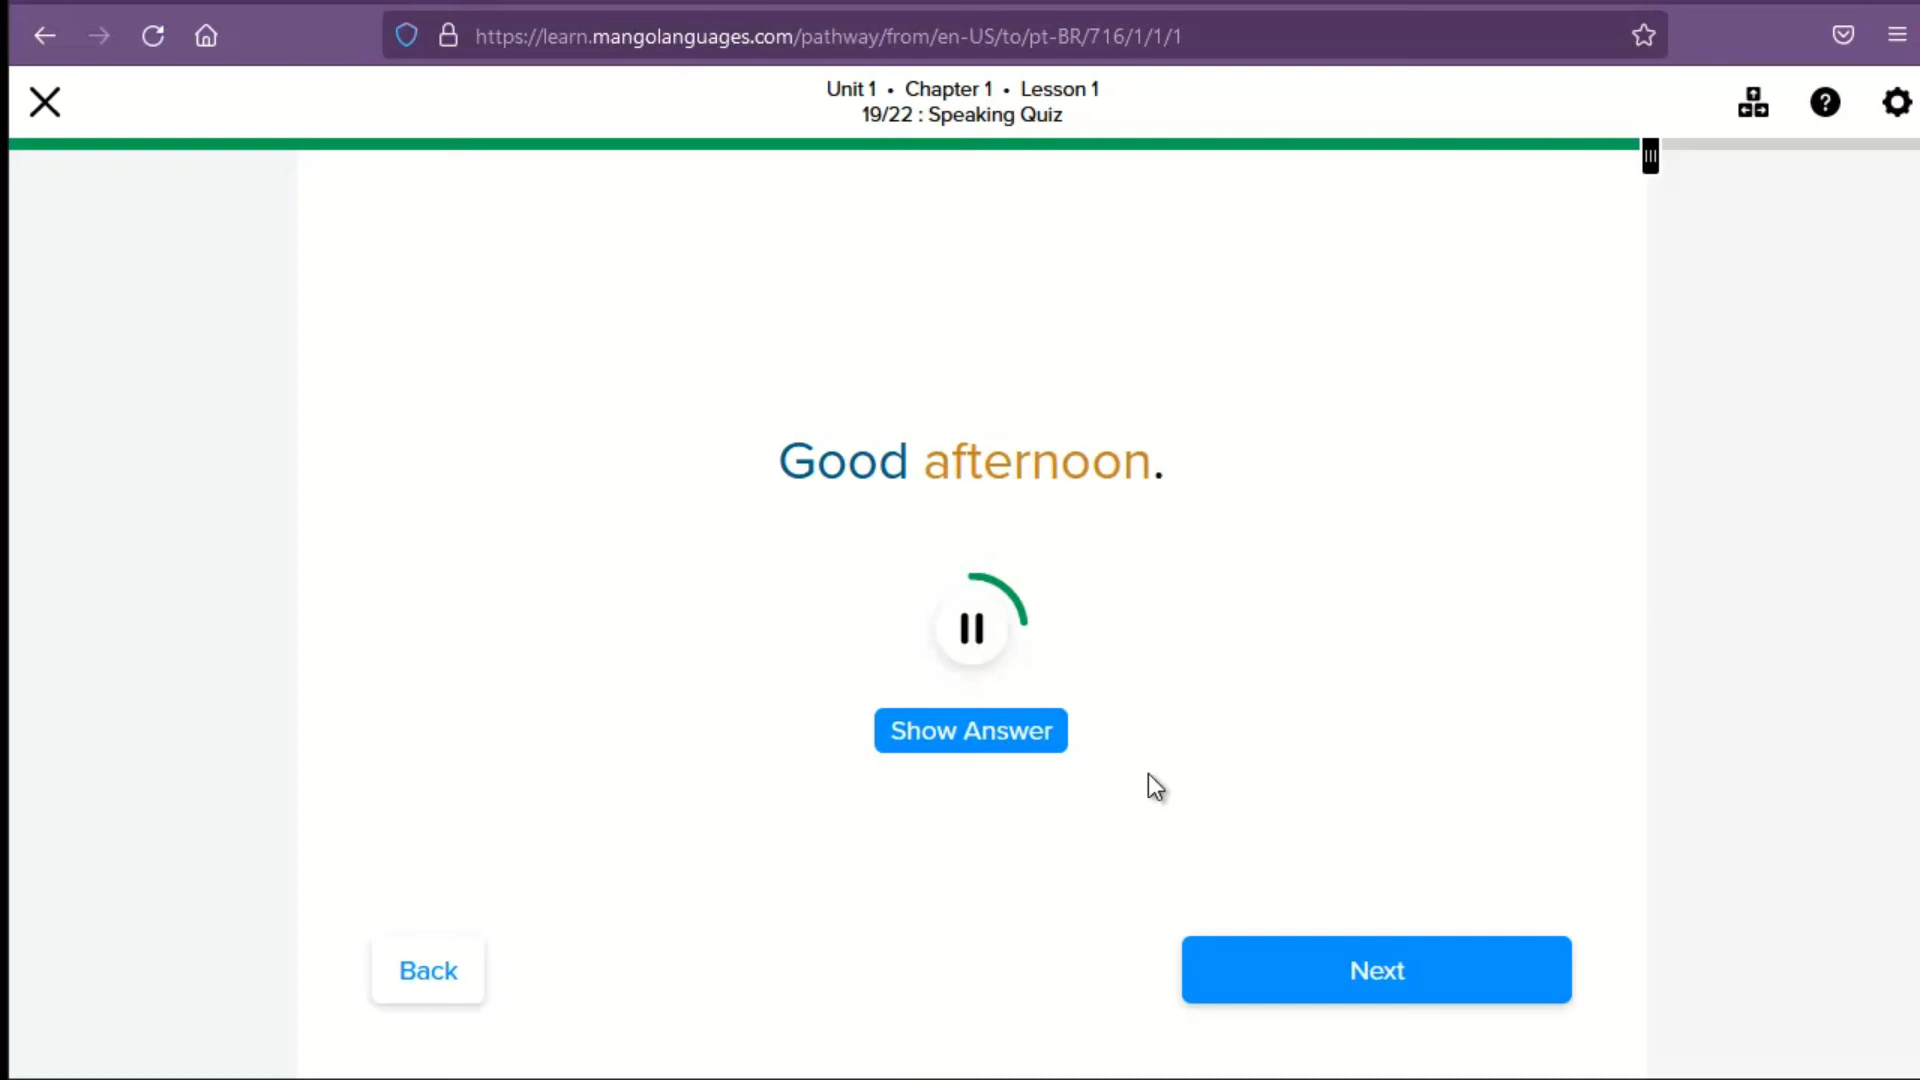 https://learn.mangolanguages.com/pathway/from/en-US/to/pt-BR/716/1/1/1
Unit 1 • Chapter 1 • Lesson 1
19/22 : Speaking Quiz
Good afternoon.
Show Answer
Back
Next